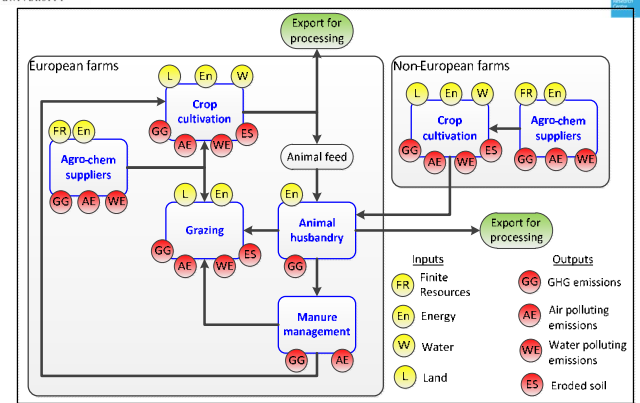 Export for
processing
European farms
Non-European farms
L
En
W
Crop
cultivation
GG
AE
WE
ES
FR
En
Agro-chem
suppliers
GG
AE
WE
Animal feed
L
En
Grazing
GG
AE
WE
ES
En
Animal
husbandry
GG
Manure
management
GG
AE
L
En
W
Crop
cultivation
GG
AE
WE
ES
FR
En
Agro-chem
suppliers
GG
AE
WE
Export for
processing
Inputs
FR
Finite
Resources
En
Energy
W
Water
L
Land
Outputs
GG
GHG emissions
AE
Air polluting
emissions
WE
Water polluting
emissions
ES
Eroded soil